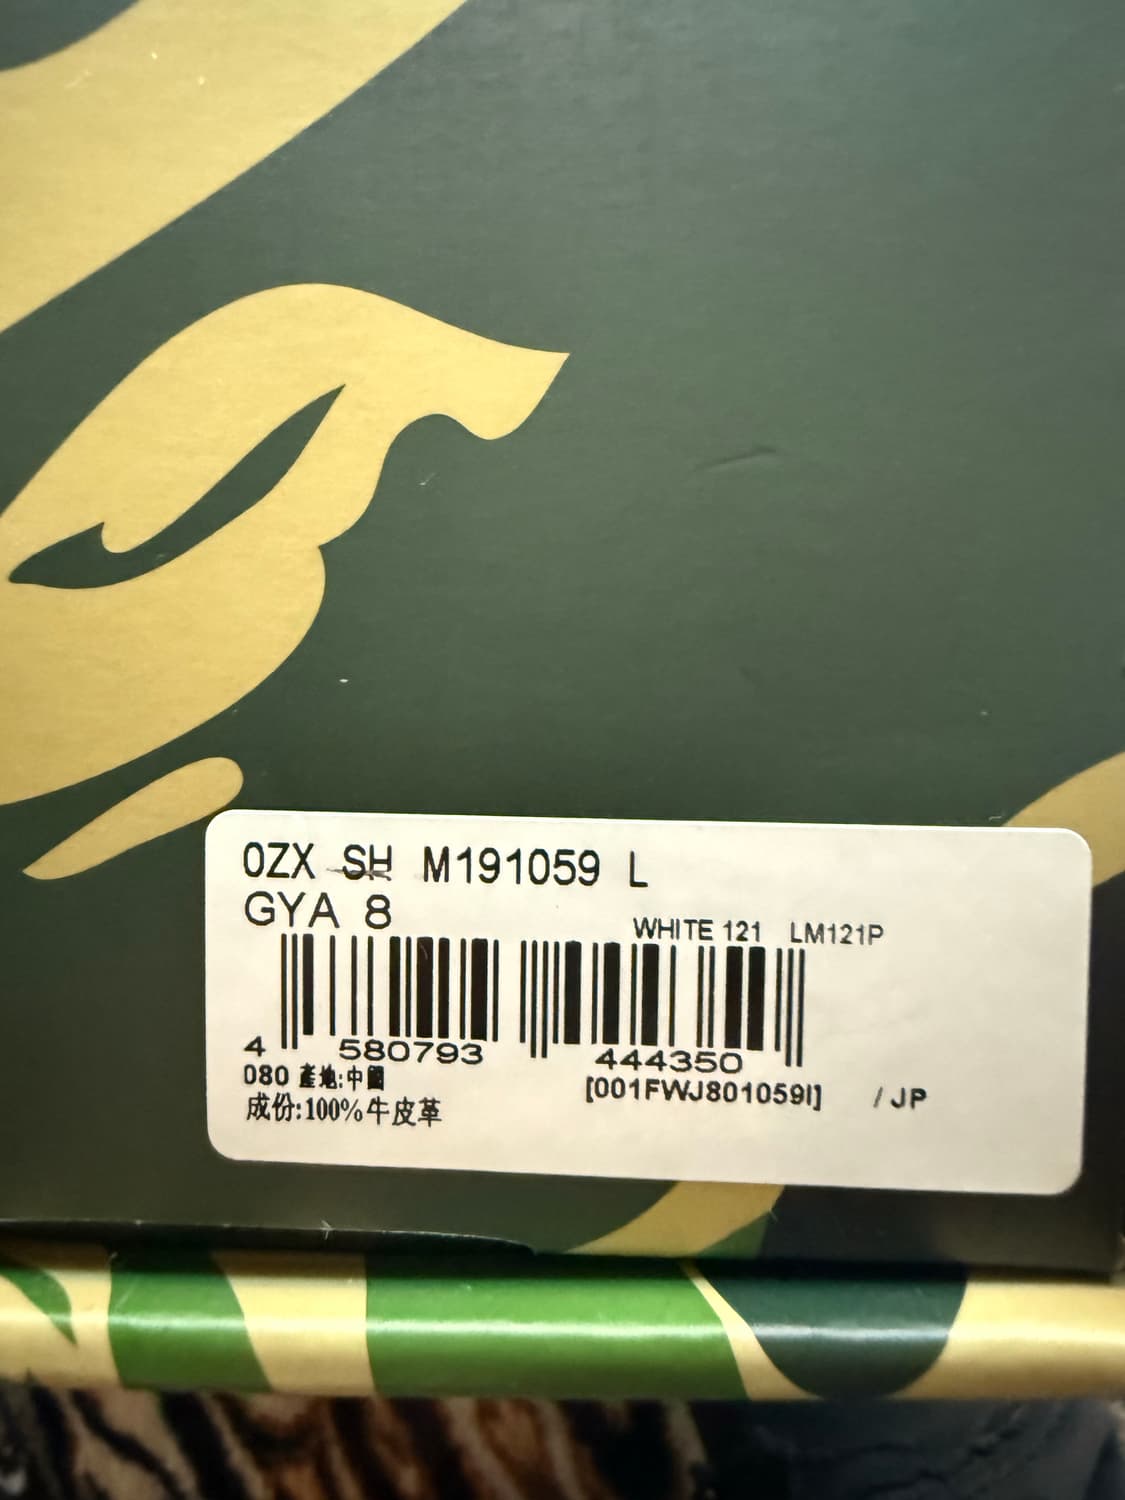 0ZX SH M191059 L
GYA 8
WHITE 121 LM121P
4 580793 444350
080 產地:中國
[001FWJ801059I] / JP
成份:100%牛皮革